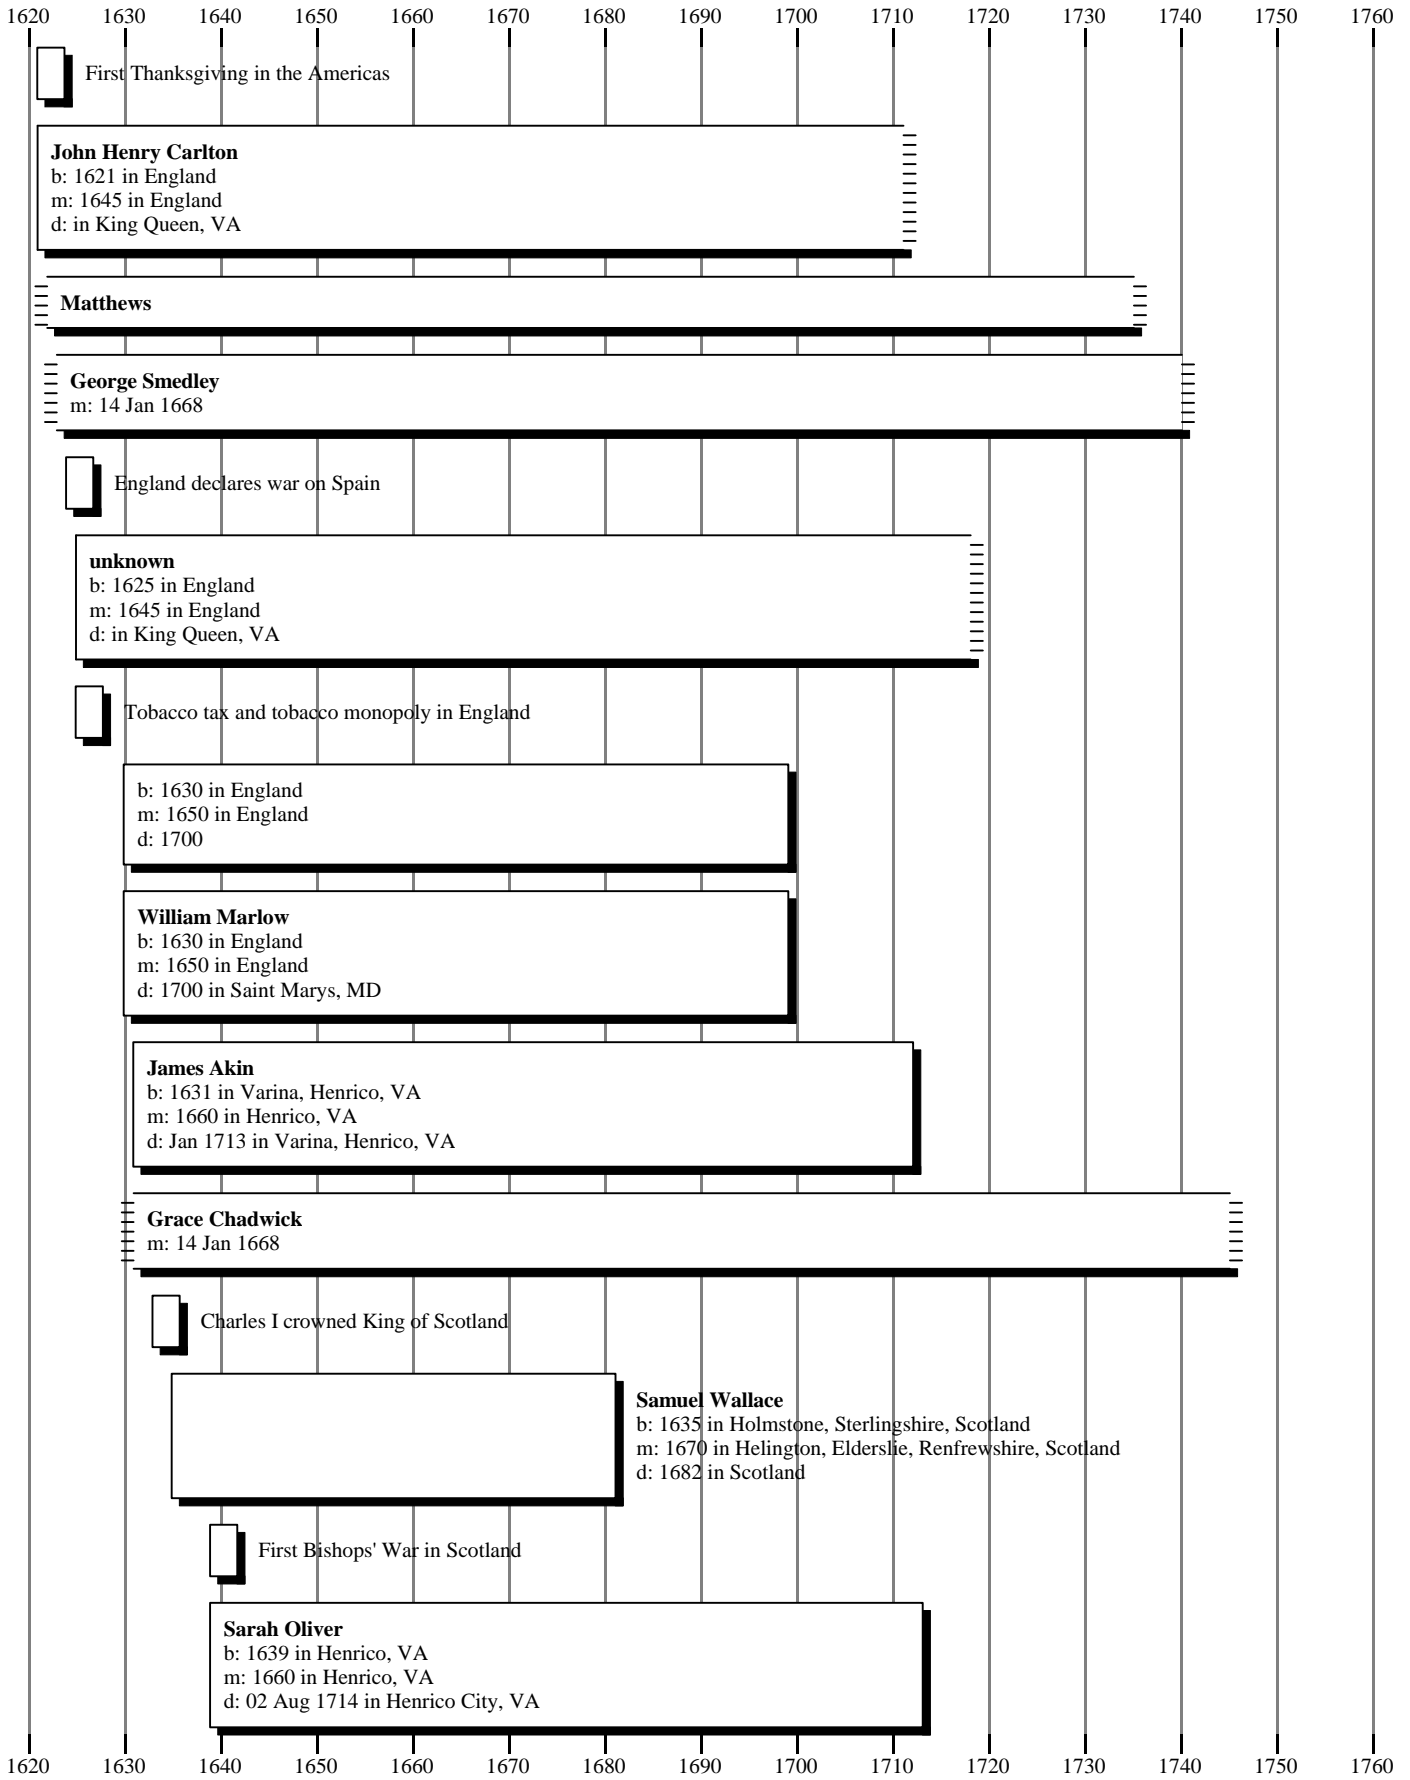 1620 1630 1640 1650 1660 1670 1680 1690 1700 1710 1720 1730 1740 1750 1760
First Thanksgiving in the Americas
John Henry Carlton
b: 1621 in England
m: 1645 in England
d: in King Queen, VA
Matthews
George Smedley
m: 14 Jan 1668
England declares war on Spain
unknown
b: 1625 in England
m: 1645 in England
d: in King Queen, VA
Tobacco tax and tobacco monopoly in England
b: 1630 in England
m: 1650 in England
d: 1700
William Marlow
b: 1630 in England
m: 1650 in England
d: 1700 in Saint Marys, MD
James Akin
b: 1631 in Varina, Henrico, VA
m: 1660 in Henrico, VA
d: Jan 1713 in Varina, Henrico, VA
Grace Chadwick
m: 14 Jan 1668
Charles I crowned King of Scotland
Samuel Wallace
b: 1635 in Holmstone, Sterlingshire, Scotland
m: 1670 in Helington, Elderslie, Renfrewshire, Scotland
d: 1682 in Scotland
First Bishops' War in Scotland
Sarah Oliver
b: 1639 in Henrico, VA
m: 1660 in Henrico, VA
d: 02 Aug 1714 in Henrico City, VA
1620 1630 1640 1650 1660 1670 1680 1690 1700 1710 1720 1730 1740 1750 1760